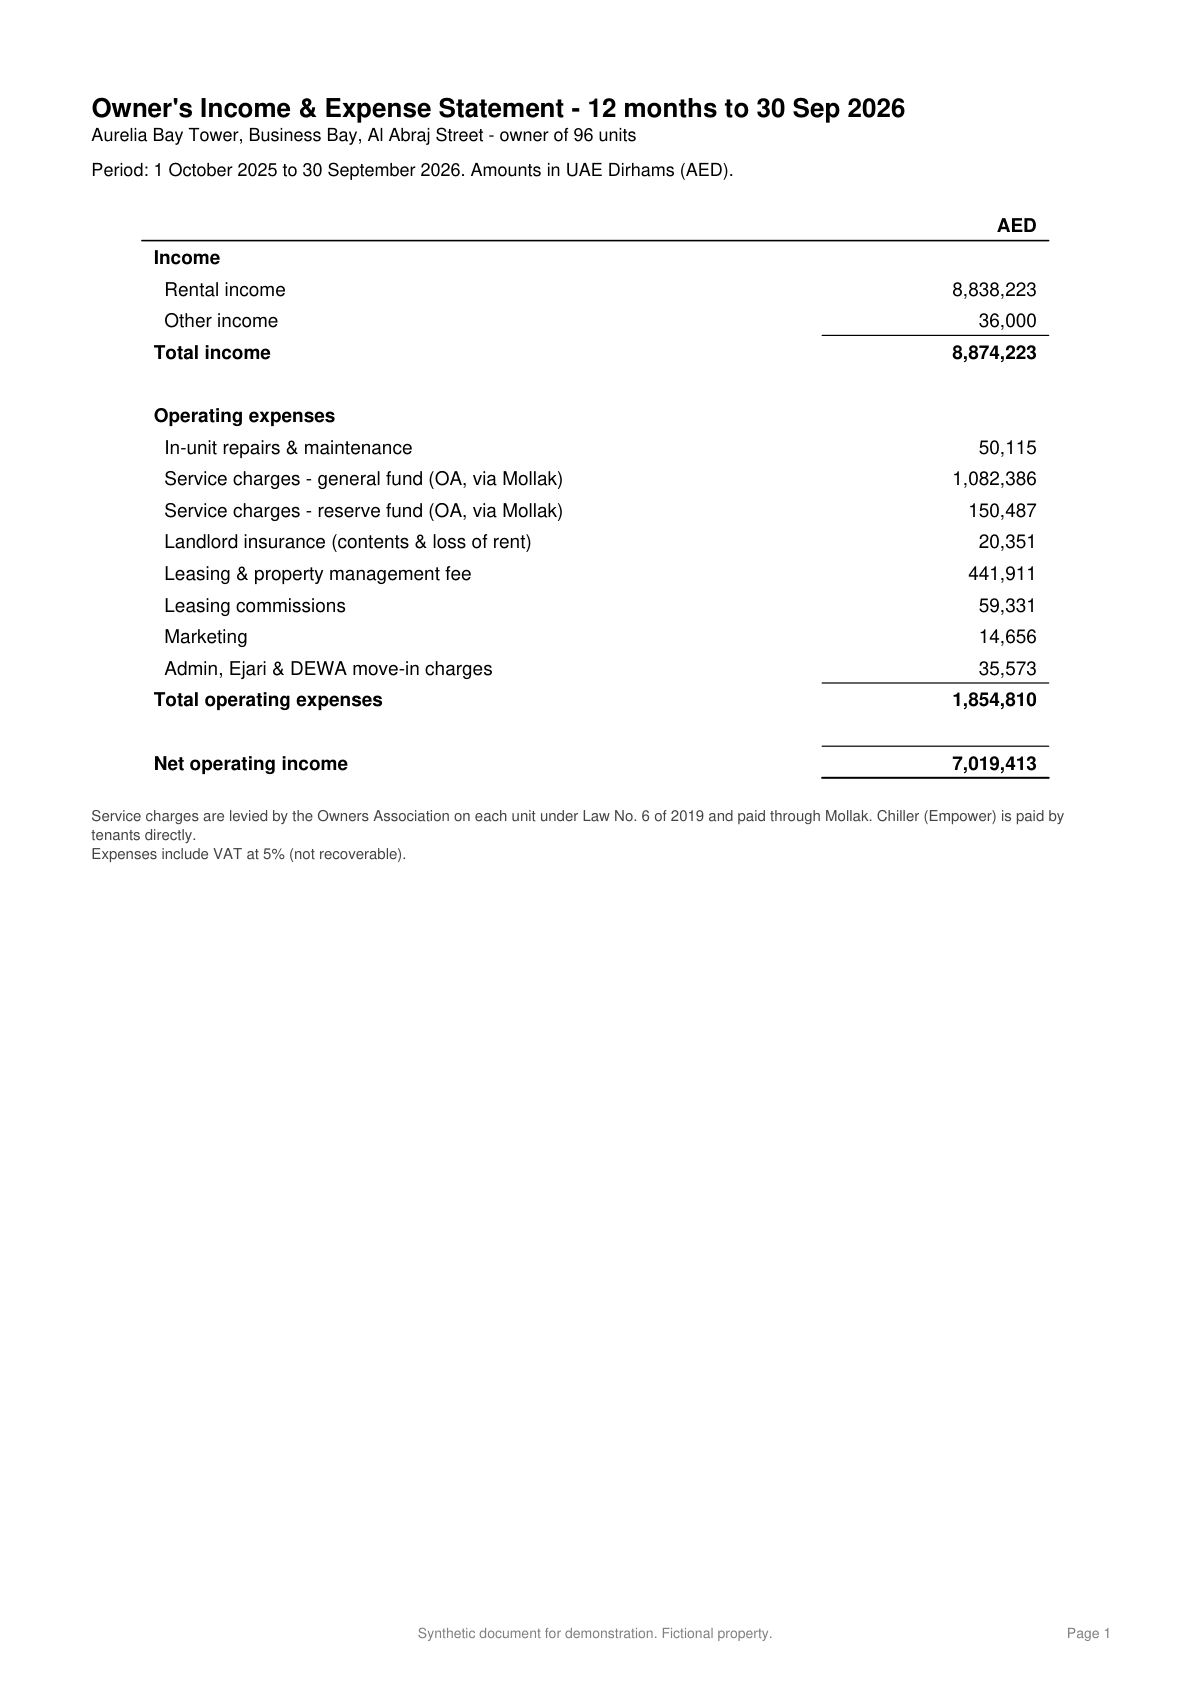 Owner's Income & Expense Statement - 12 months to 30 Sep 2026
Aurelia Bay Tower, Business Bay, Al Abraj Street - owner of 96 units
Period: 1 October 2025 to 30 September 2026. Amounts in UAE Dirhams (AED).
AED
Income
Rental income 8,838,223
Other income 36,000
Total income 8,874,223
Operating expenses
In-unit repairs & maintenance 50,115
Service charges - general fund (OA, via Mollak) 1,082,386
Service charges - reserve fund (OA, via Mollak) 150,487
Landlord insurance (contents & loss of rent) 20,351
Leasing & property management fee 441,911
Leasing commissions 59,331
Marketing 14,656
Admin, Ejari & DEWA move-in charges 35,573
Total operating expenses 1,854,810
Net operating income 7,019,413
Service charges are levied by the Owners Association on each unit under Law No. 6 of 2019 and paid through Mollak. Chiller (Empower) is paid by
tenants directly.
Expenses include VAT at 5% (not recoverable).
Synthetic document for demonstration. Fictional property. Page 1